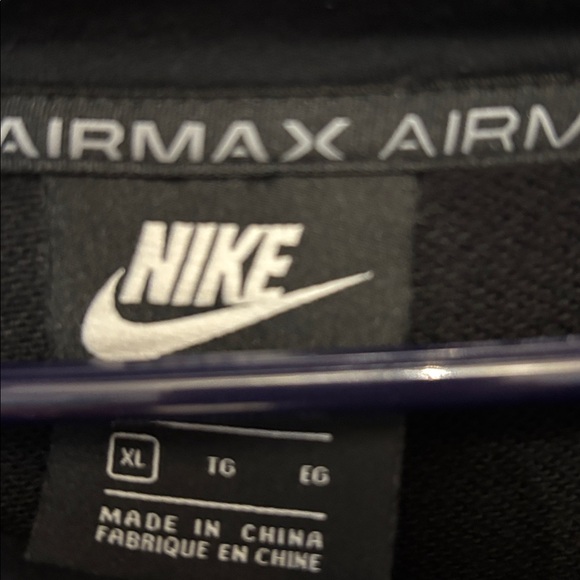 AIRMAX AIRM
NIKE
XL TG EG
MADE IN CHINA
FABRIQUE EN CHINE